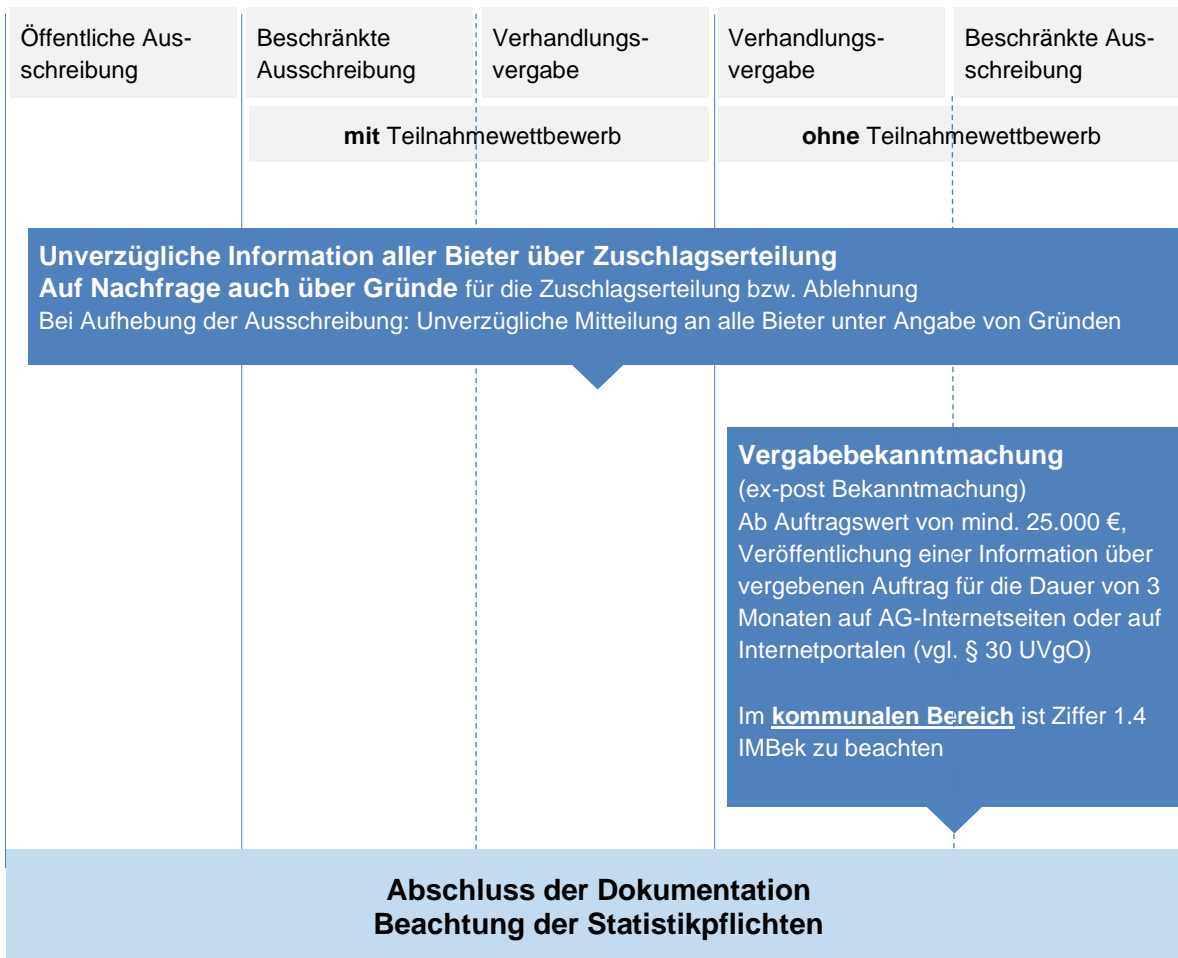 Öffentliche Aus-
schreibung
Beschränkte
Ausschreibung
Verhandlungs-
vergabe
Verhandlungs-
vergabe
Beschränkte Aus-
schreibung
mit Teilnahmewettbewerb
ohne Teilnahmewettbewerb
Unverzügliche Information aller Bieter über Zuschlagserteilung
Auf Nachfrage auch über Gründe für die Zuschlagserteilung bzw. Ablehnung
Bei Aufhebung der Ausschreibung: Unverzügliche Mitteilung an alle Bieter unter Angabe von Gründen
Vergabebekanntmachung
(ex-post Bekanntmachung)
Ab Auftragswert von mind. 25.000 €,
Veröffentlichung einer Information über
vergebenen Auftrag für die Dauer von 3
Monaten auf AG-Internetseiten oder auf
Internetportalen (vgl. § 30 UVgO)
Im kommunalen Bereich ist Ziffer 1.4
IMBek zu beachten
Abschluss der Dokumentation
Beachtung der Statistikpflichten